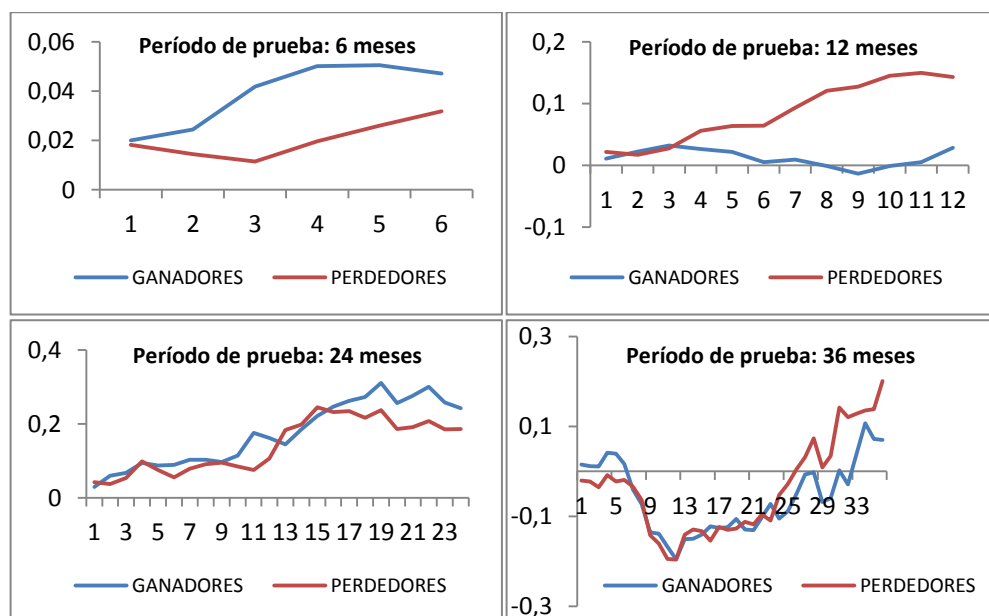 Período de prueba: 6 meses
0,06
0,04
0,02
0
1 2 3 4 5 6
GANADORES PERDEDORES
Período de prueba: 12 meses
0,2
0,1
0
-0,1
1 2 3 4 5 6 7 8 9 10 11 12
GANADORES PERDEDORES
Período de prueba: 24 meses
0,4
0,2
0
1 3 5 7 9 11 13 15 17 19 21 23
GANADORES PERDEDORES
Período de prueba: 36 meses
0,3
0,1
-0,1
-0,3
1 5 9 13 17 21 25 29 33
GANADORES PERDEDORES